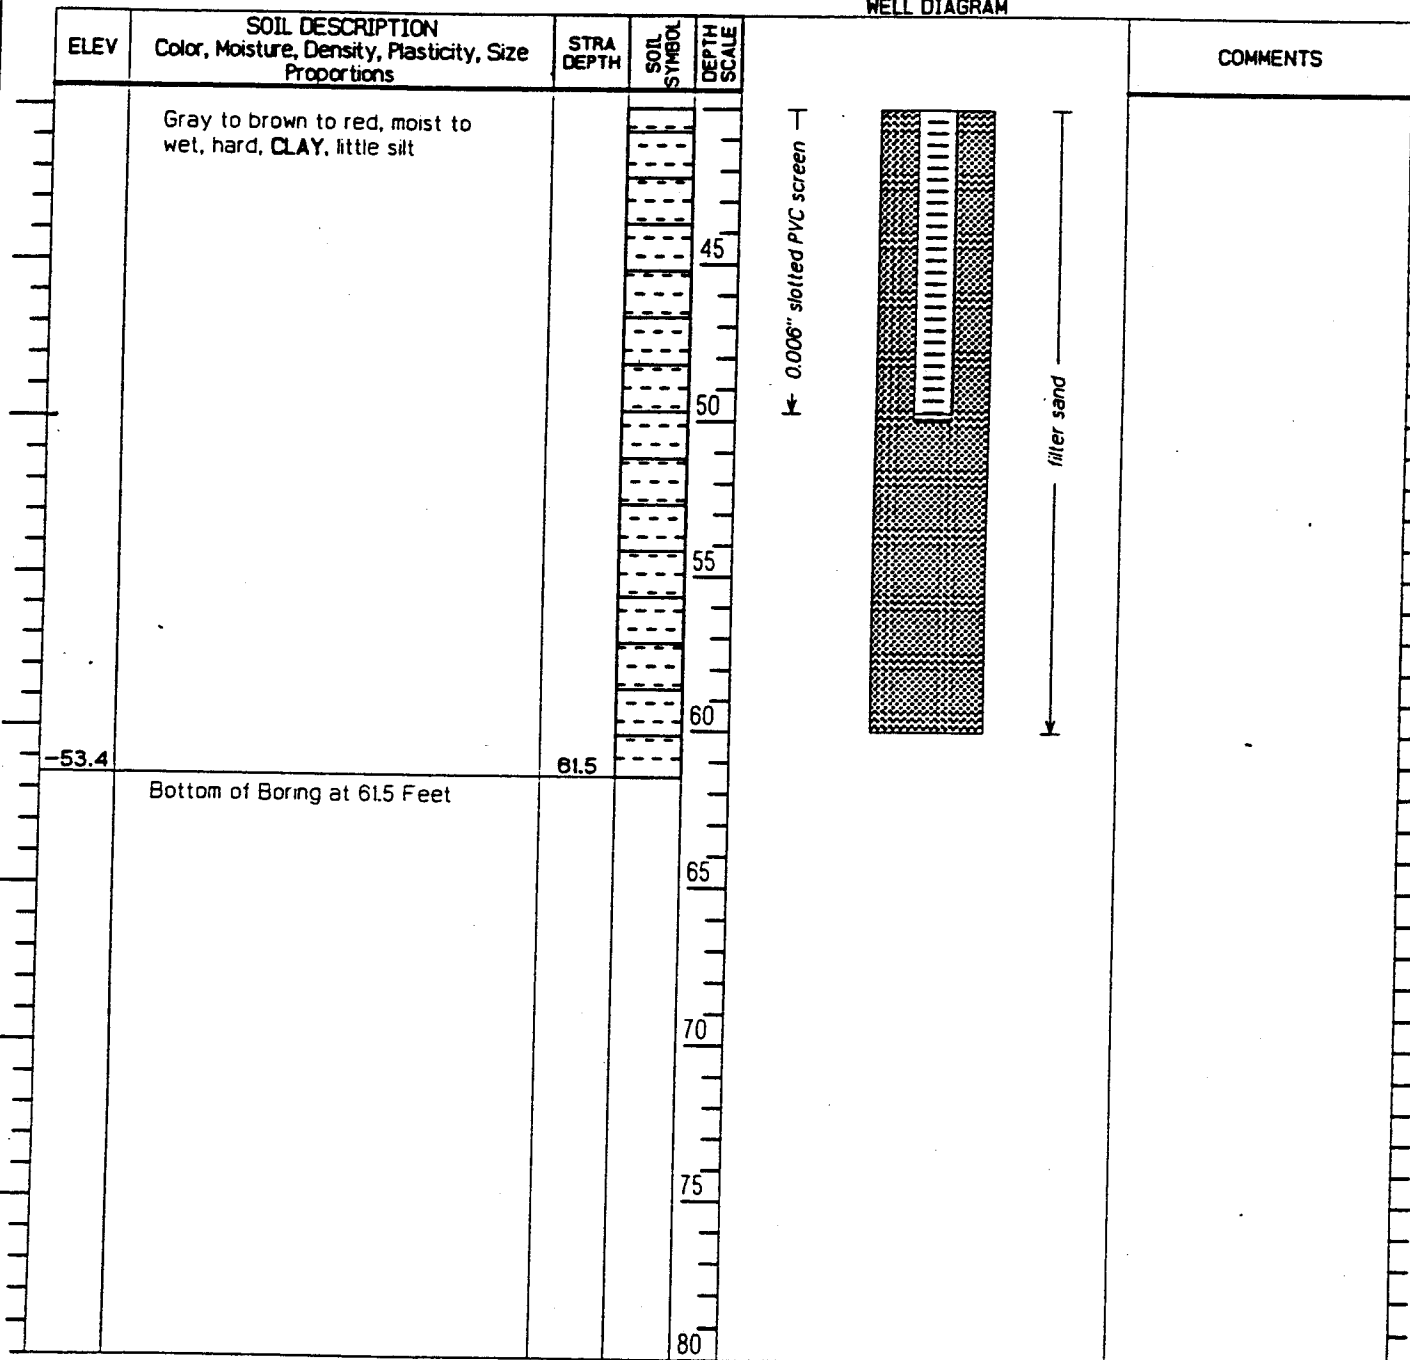 WELL DIAGRAM
ELEV
SOIL DESCRIPTION
Color, Moisture, Density, Plasticity, Size
Proportions
STRA
DEPTH
SOIL
SYMBOL
DEPTH
SCALE
COMMENTS
Gray to brown to red, moist to
wet, hard, CLAY, little silt
0.006" slotted PVC screen
filter sand
45
50
55
60
-53.4
61.5
Bottom of Boring at 61.5 Feet
65
70
75
80